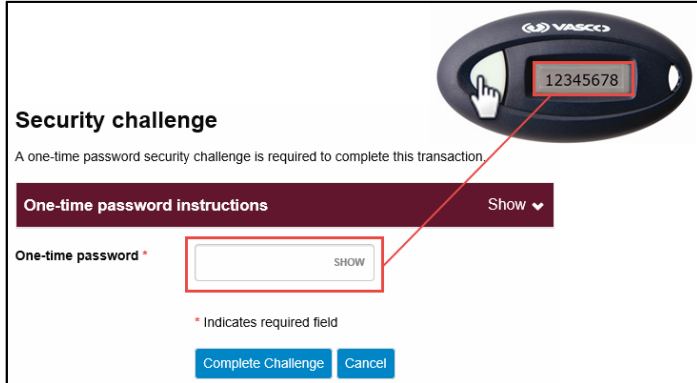 VASCO
12345678
Security challenge
A one-time password security challenge is required to complete this transaction.
One-time password instructions Show
One-time password * SHOW
* Indicates required field
Complete Challenge Cancel